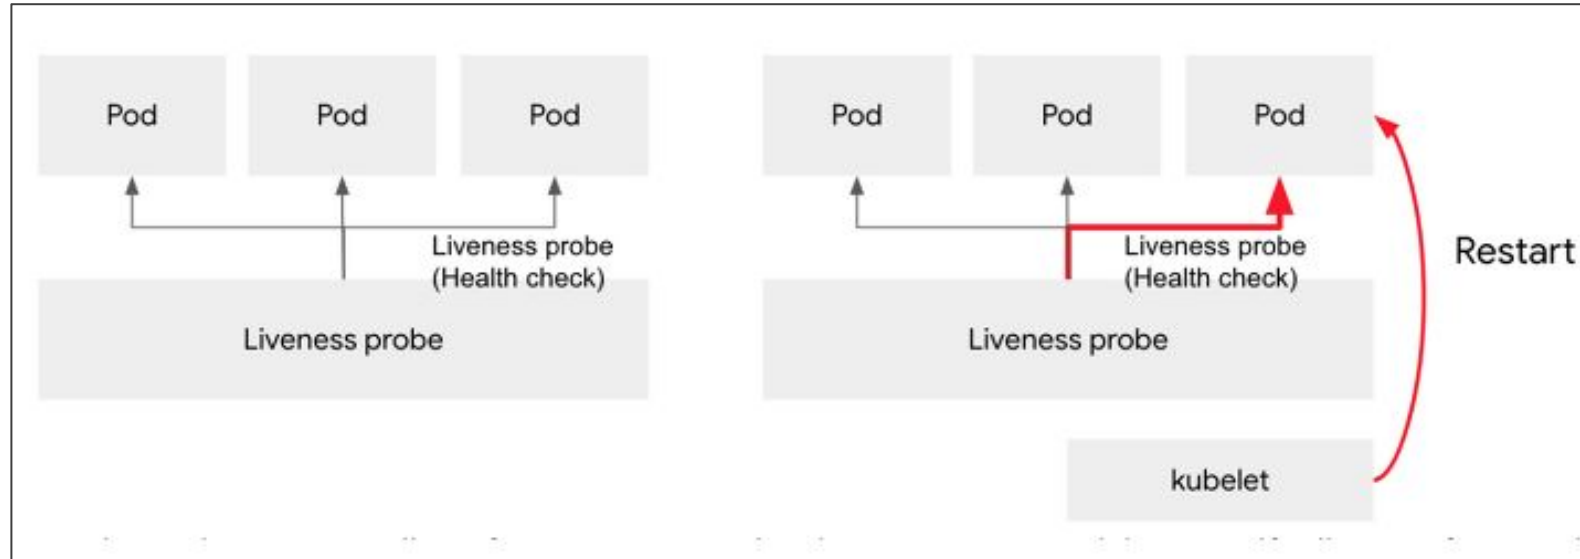 Pod
Pod
Pod
Liveness probe
(Health check)
Liveness probe
Pod
Pod
Pod
Liveness probe
(Health check)
Restart
Liveness probe
kubelet